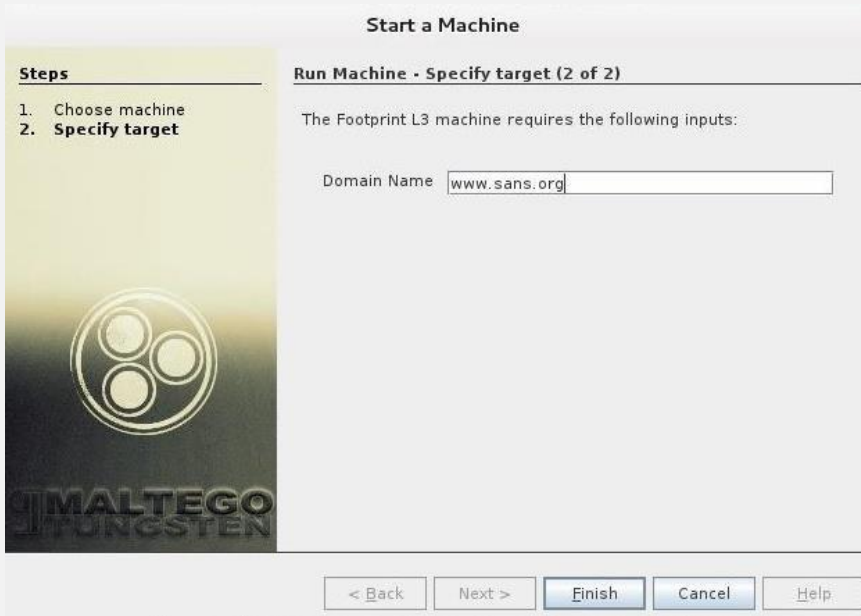 Start a Machine
Steps
1. Choose machine
2. Specify target
Run Machine - Specify target (2 of 2)
The Footprint L3 machine requires the following inputs:
Domain Name www.sans.org
MALTEGO
TUNGSTEN
< Back Next > Finish Cancel Help